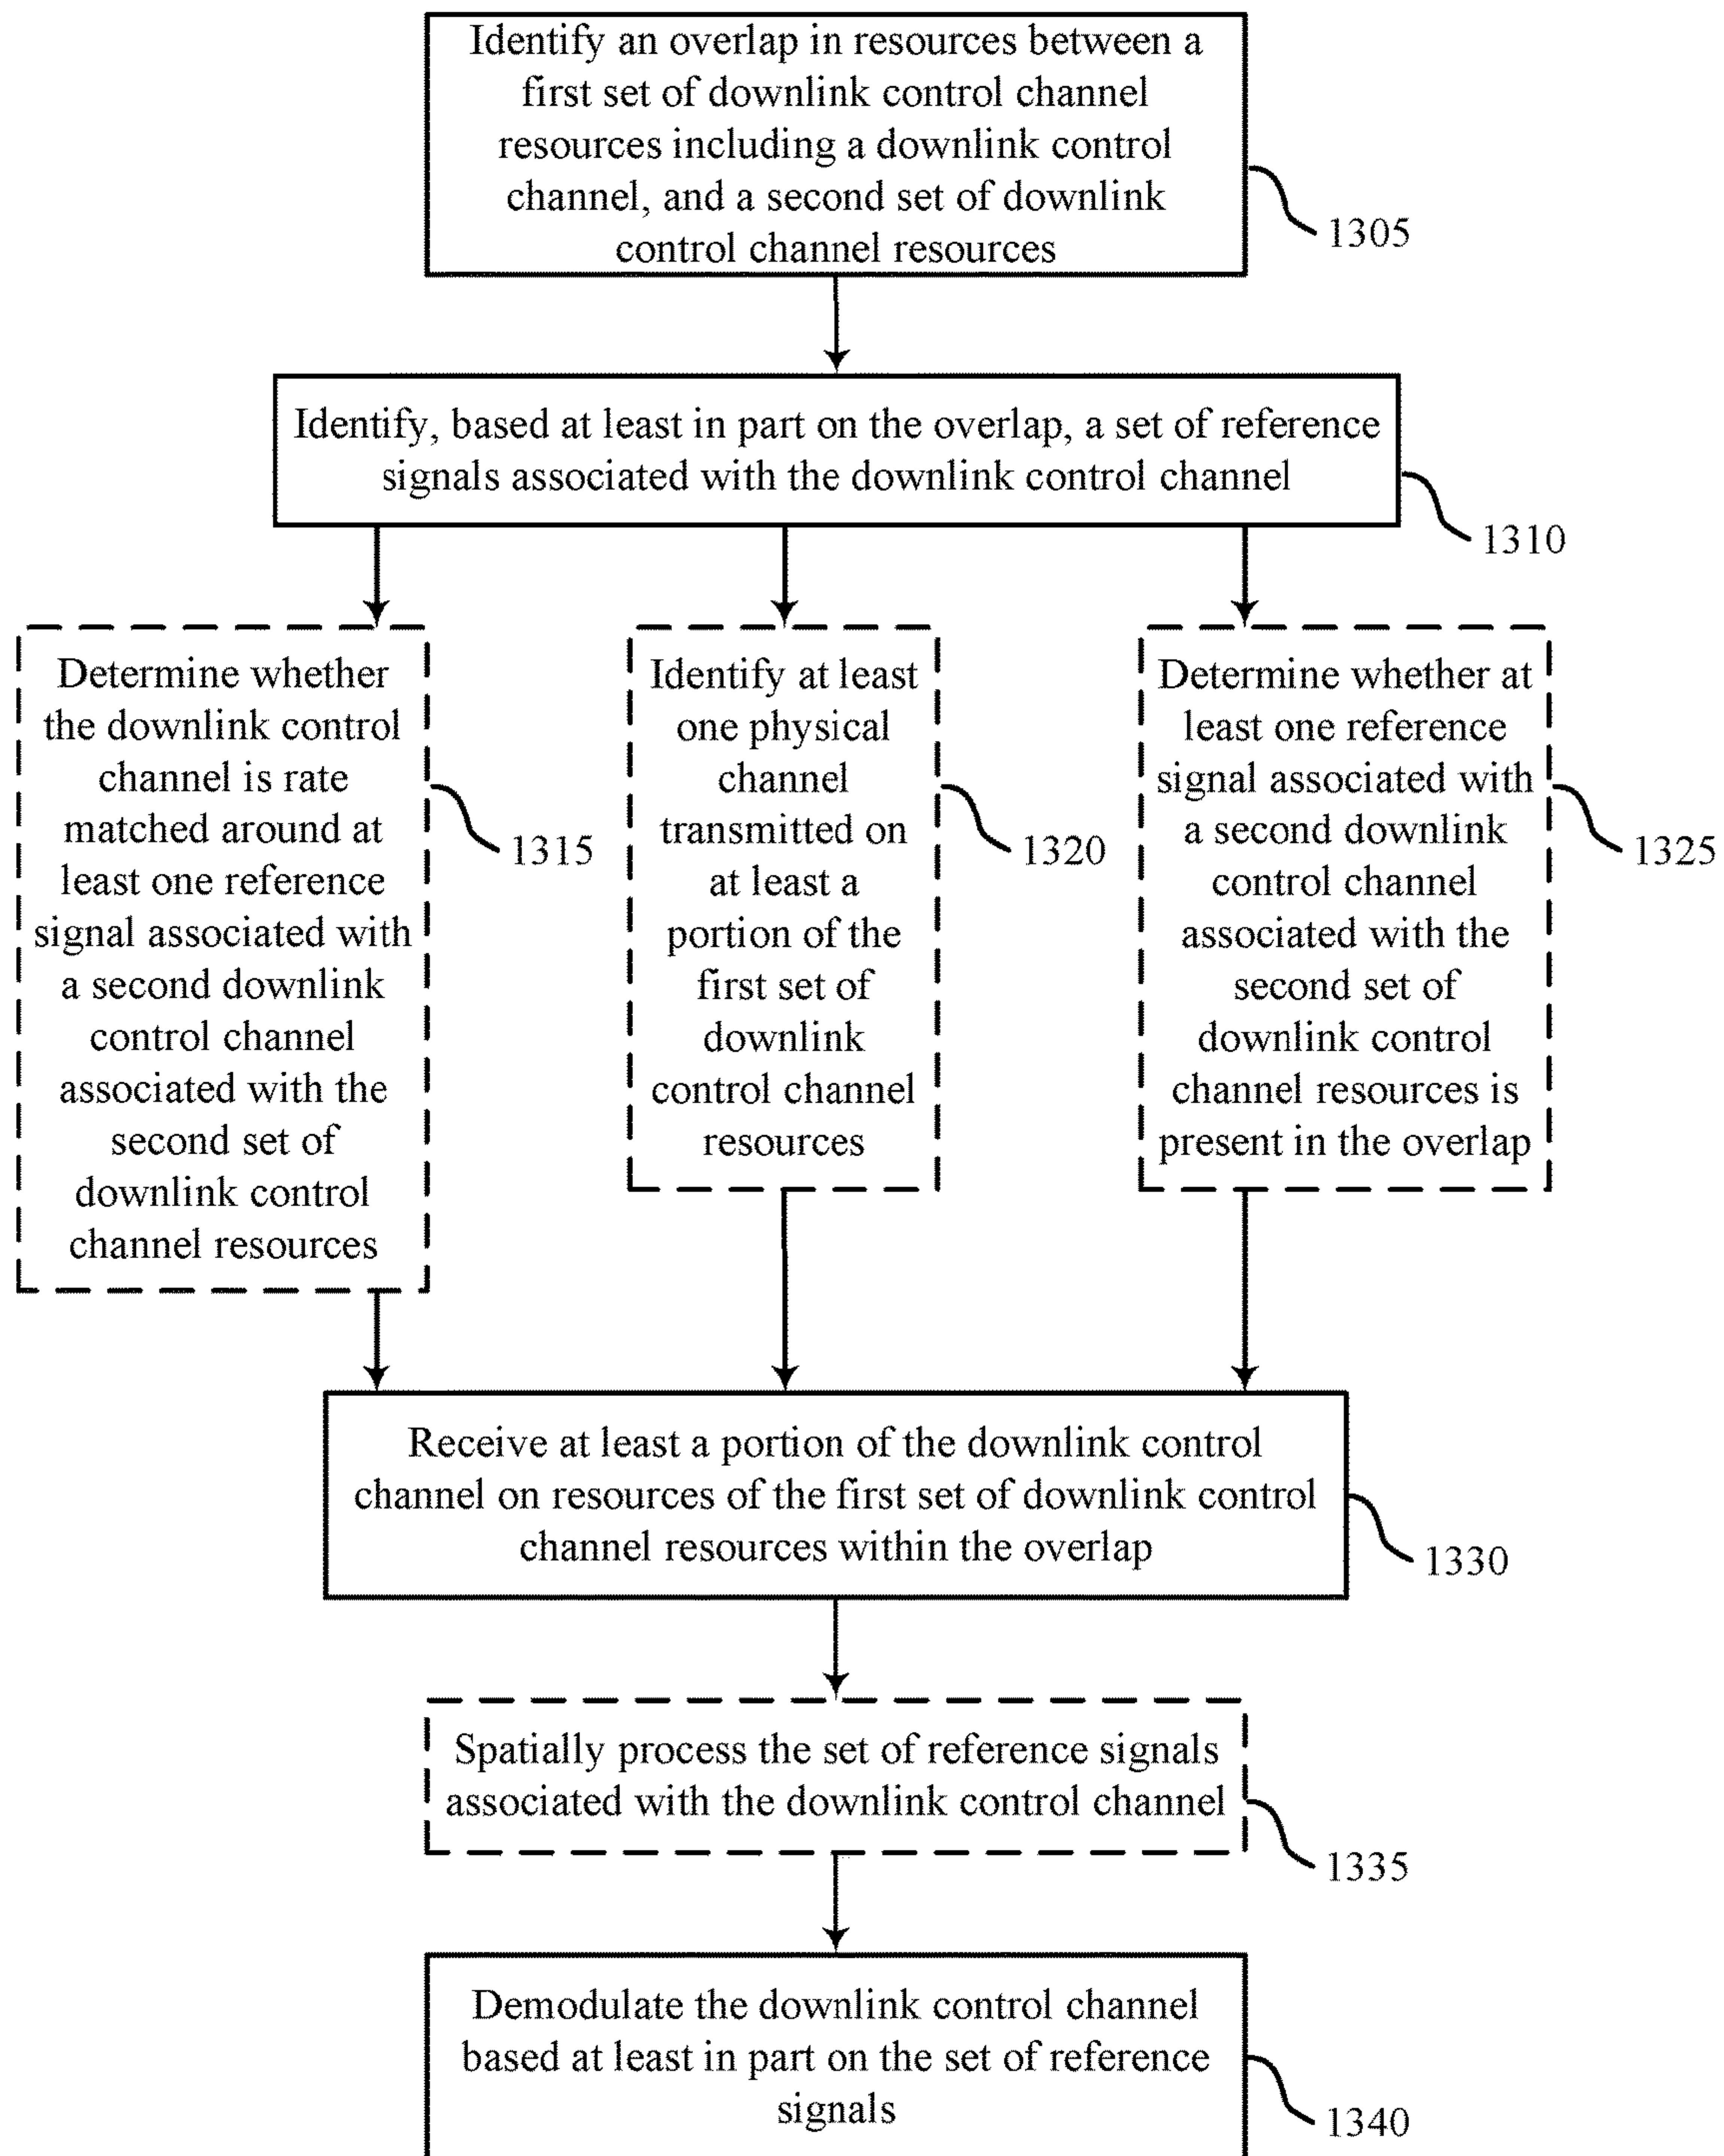 Identify an overlap in resources between a
first set of downlink control channel
resources including a downlink control
channel, and a second set of downlink
control channel resources
1305
Identify, based at least in part on the overlap, a set of reference
signals associated with the downlink control channel
1310
Determine whether
the downlink control
channel is rate
matched around at
least one reference
signal associated with
a second downlink
control channel
associated with the
second set of
downlink control
channel resources
1315
Identify at least
one physical
channel
transmitted on
at least a
portion of the
first set of
downlink
control channel
resources
1320
Determine whether at
least one reference
signal associated with
a second downlink
control channel
associated with the
second set of
downlink control
channel resources is
present in the overlap
1325
Receive at least a portion of the downlink control
channel on resources of the first set of downlink control
channel resources within the overlap
1330
Spatially process the set of reference signals
associated with the downlink control channel
1335
Demodulate the downlink control channel
based at least in part on the set of reference
signals
1340